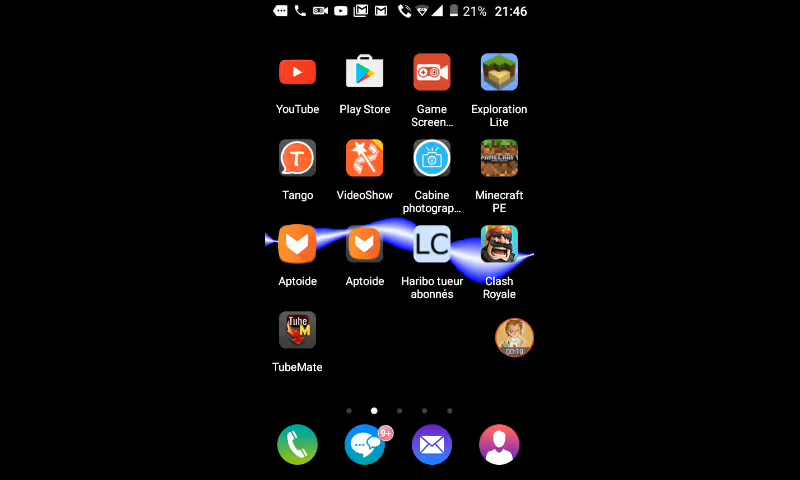 21% 21:46
YouTube Play Store Game Screen... Exploration Lite
T
Tango VideoShow Cabine photograp... Minecraft PE
MINECRAFT
LC
Aptoide Aptoide Haribo tueur abonnés Clash Royale
Tube M
TubeMate
00:10
9+